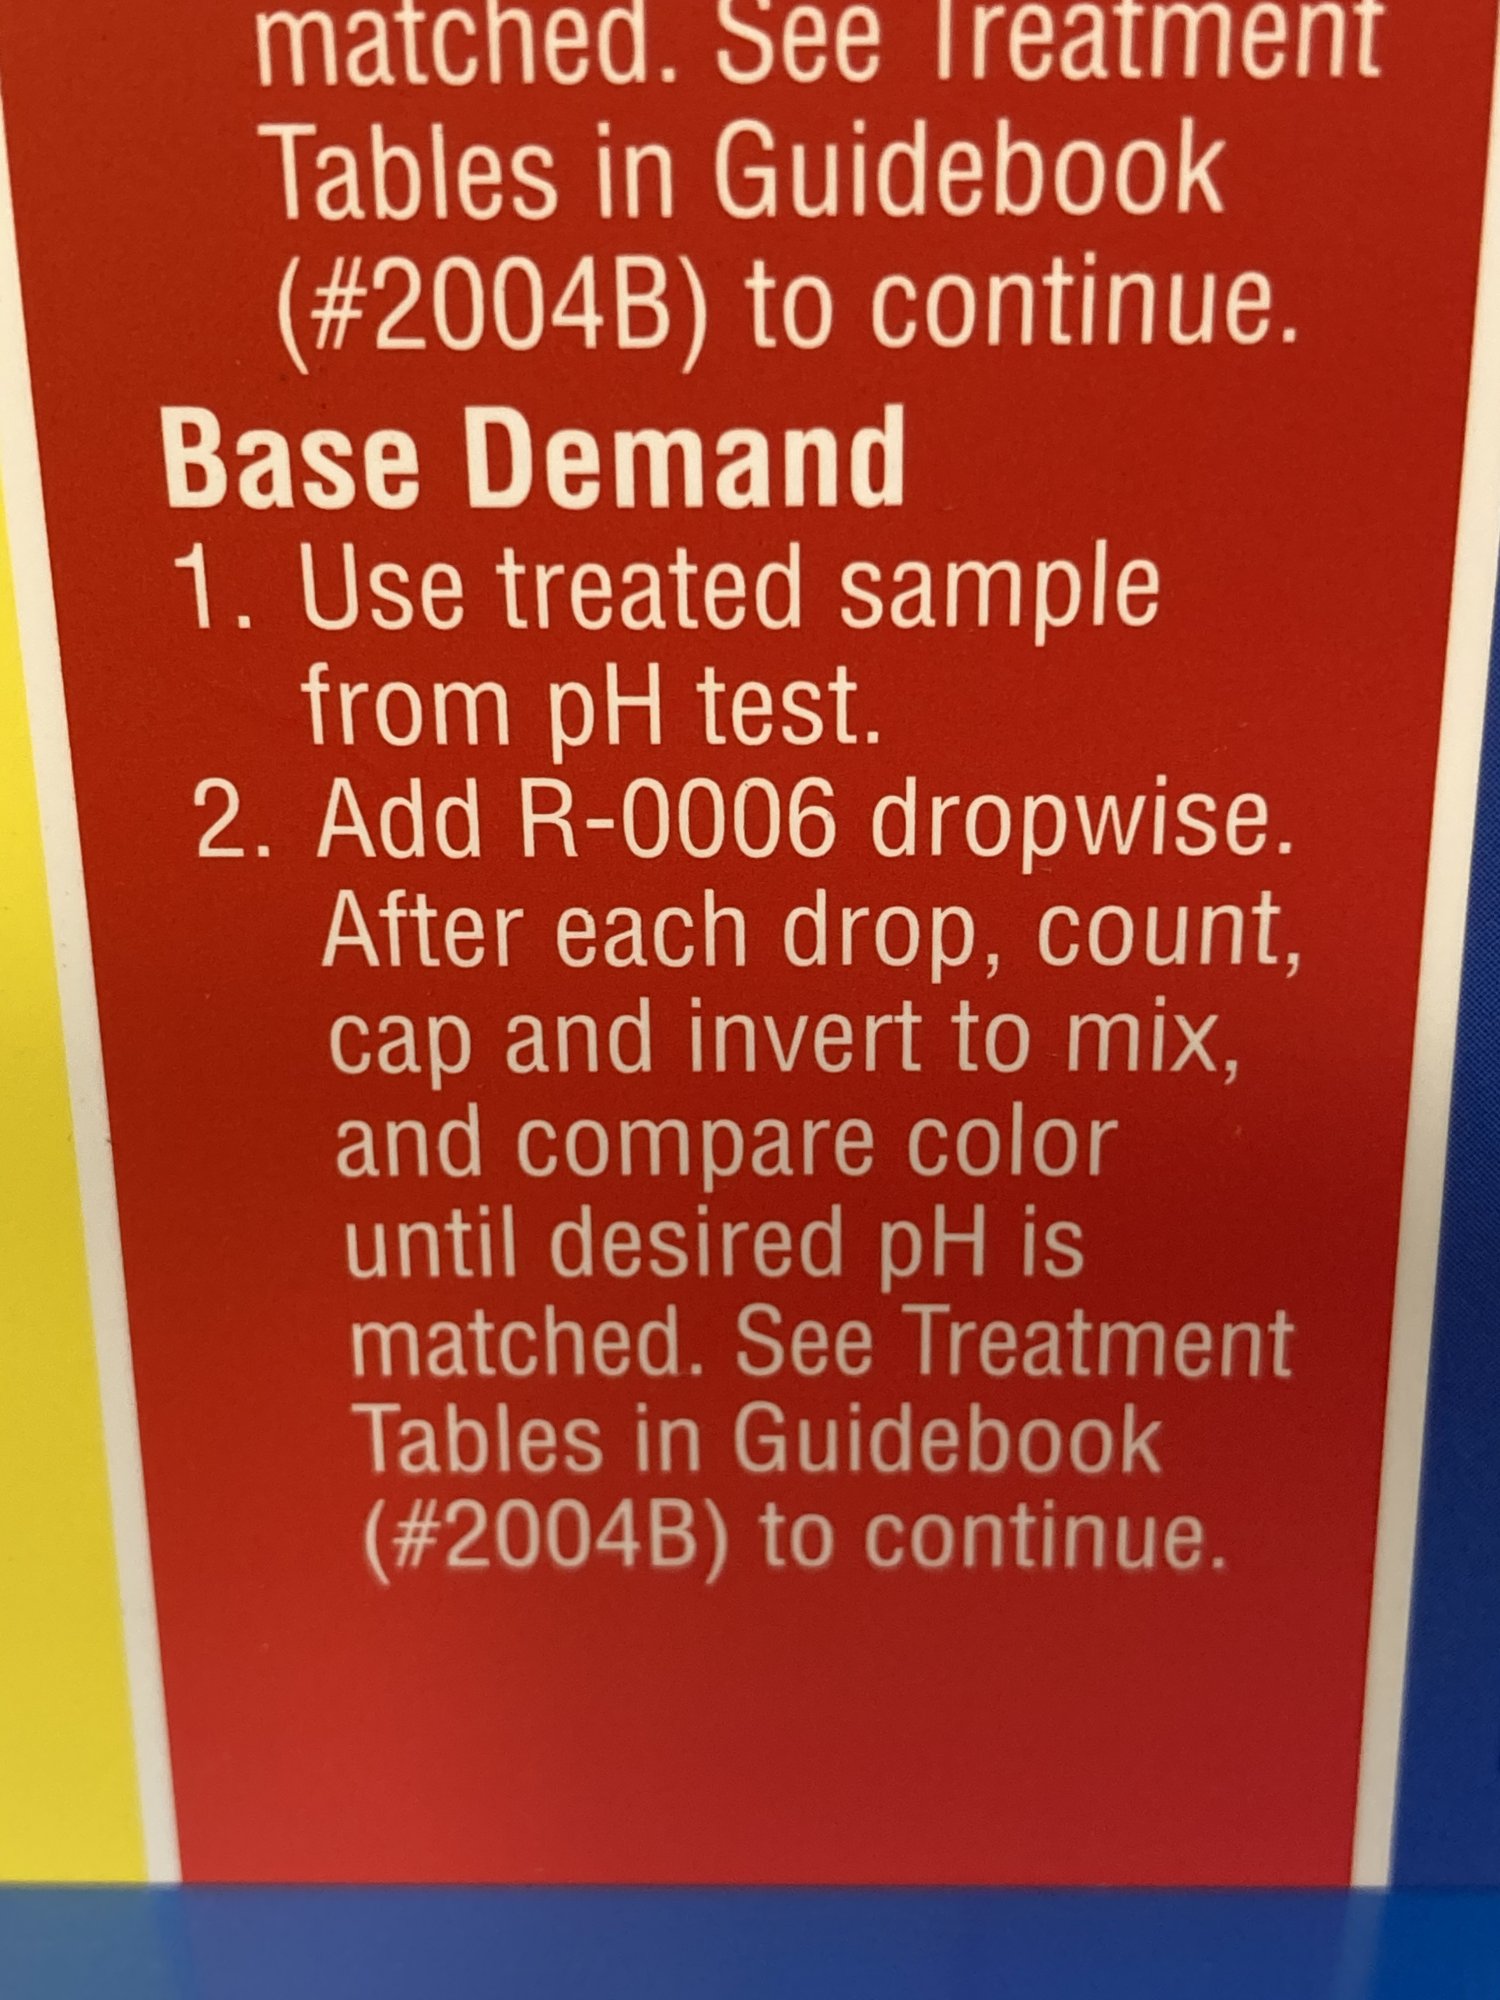 matched. See Treatment
Tables in Guidebook
(#2004B) to continue.
Base Demand
1. Use treated sample
from pH test.
2. Add R-0006 dropwise.
After each drop, count,
cap and invert to mix,
and compare color
until desired pH is
matched. See Treatment
Tables in Guidebook
(#2004B) to continue.